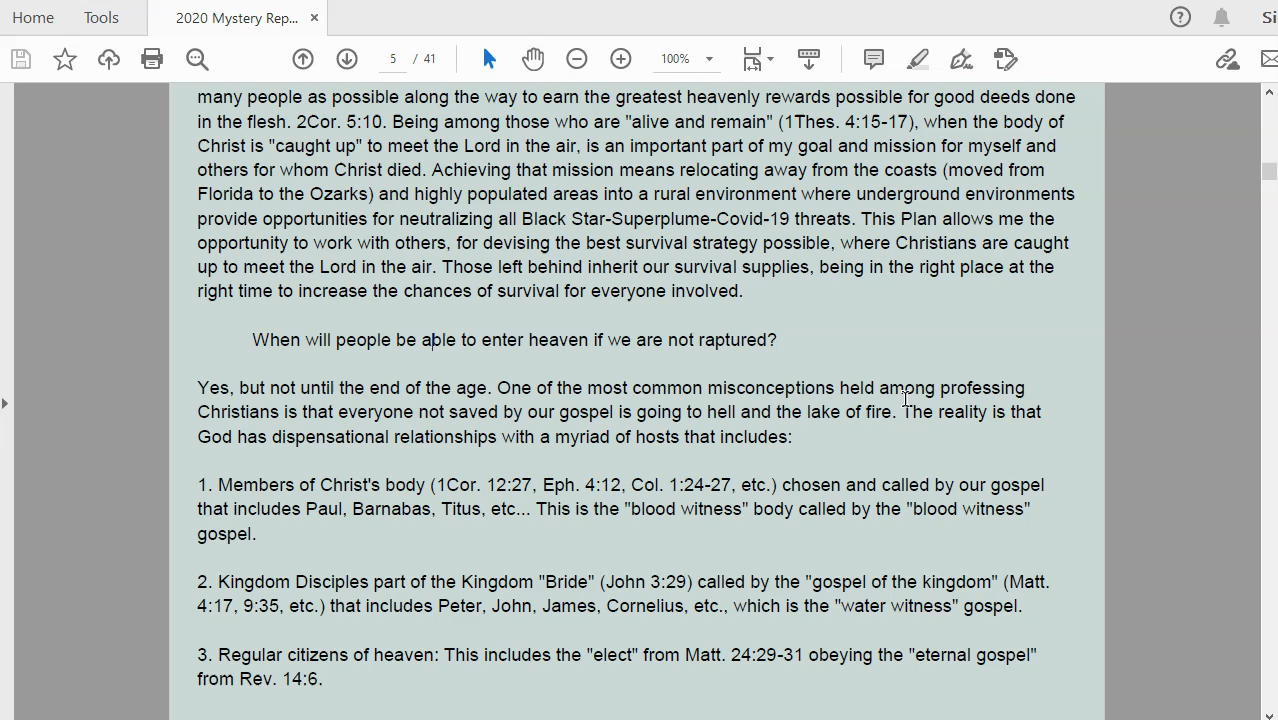 Home Tools 2020 Mystery Rep... × ? Si
5 / 41 100%
many people as possible along the way to earn the greatest heavenly rewards possible for good deeds done
in the flesh. 2Cor. 5:10. Being among those who are "alive and remain" (1Thes. 4:15-17), when the body of
Christ is "caught up" to meet the Lord in the air, is an important part of my goal and mission for myself and
others for whom Christ died. Achieving that mission means relocating away from the coasts (moved from
Florida to the Ozarks) and highly populated areas into a rural environment where underground environments
provide opportunities for neutralizing all Black Star-Superplume-Covid-19 threats. This Plan allows me the
opportunity to work with others, for devising the best survival strategy possible, where Christians are caught
up to meet the Lord in the air. Those left behind inherit our survival supplies, being in the right place at the
right time to increase the chances of survival for everyone involved.
When will people be able to enter heaven if we are not raptured?
Yes, but not until the end of the age. One of the most common misconceptions held among professing
Christians is that everyone not saved by our gospel is going to hell and the lake of fire. The reality is that
God has dispensational relationships with a myriad of hosts that includes:
1. Members of Christ's body (1Cor. 12:27, Eph. 4:12, Col. 1:24-27, etc.) chosen and called by our gospel
that includes Paul, Barnabas, Titus, etc... This is the "blood witness" body called by the "blood witness"
gospel.
2. Kingdom Disciples part of the Kingdom "Bride" (John 3:29) called by the "gospel of the kingdom" (Matt.
4:17, 9:35, etc.) that includes Peter, John, James, Cornelius, etc., which is the "water witness" gospel.
3. Regular citizens of heaven: This includes the "elect" from Matt. 24:29-31 obeying the "eternal gospel"
from Rev. 14:6.